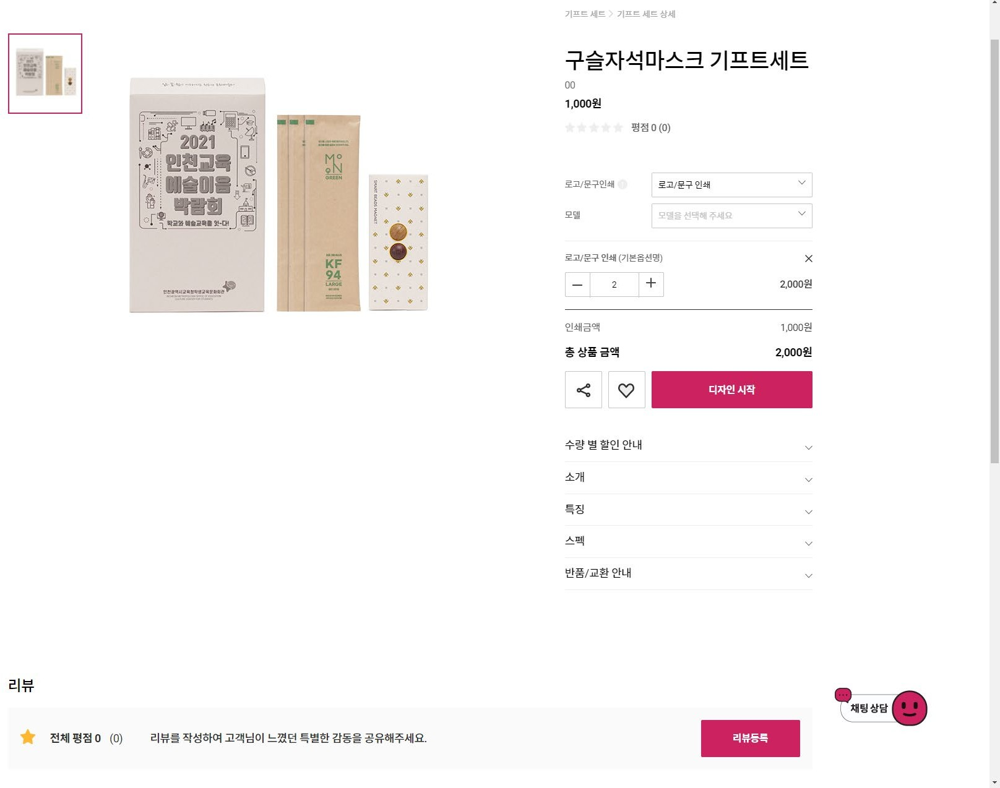 기프트 세트 > 기프트 세트 상세
구슬자석마스크 기프트세트
00
1,000원
평점 0 (0)
로고/문구인쇄
로고/문구 인쇄
모델
모델을 선택해 주세요
로고/문구 인쇄 (기본옵션명)
2
2,000원
인쇄금액
1,000원
총 상품 금액
2,000원
디자인 시작
수량 별 할인 안내
소개
특징
스펙
반품/교환 안내
2021
인천교육
예술이음
박람회
학교와 예술교육을 잇-다!
인천광역시교육청학생교육문화회관
INCHEON METROPOLITAN OFFICE OF EDUCATION
CULTURE CENTER FOR STUDENTS
MOON
GREEN
KF
94
LARGE
SMART BEADS MAGNET
리뷰
전체 평점 0 (0)
리뷰를 작성하여 고객님이 느꼈던 특별한 감동을 공유해주세요.
리뷰등록
채팅 상담